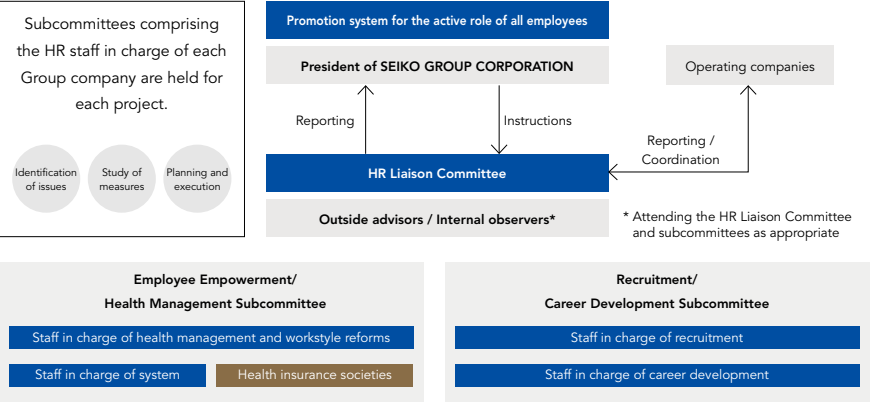 Subcommittees comprising
the HR staff in charge of each
Group company are held for
each project.
Identification
of issues
Study of
measures
Planning and
execution
Promotion system for the active role of all employees
President of SEIKO GROUP CORPORATION
Operating companies
Reporting
Instructions
Reporting /
Coordination
HR Liaison Committee
Outside advisors / Internal observers*
* Attending the HR Liaison Committee
and subcommittees as appropriate
Employee Empowerment/
Health Management Subcommittee
Staff in charge of health management and workstyle reforms
Staff in charge of system
Health insurance societies
Recruitment/
Career Development Subcommittee
Staff in charge of recruitment
Staff in charge of career development